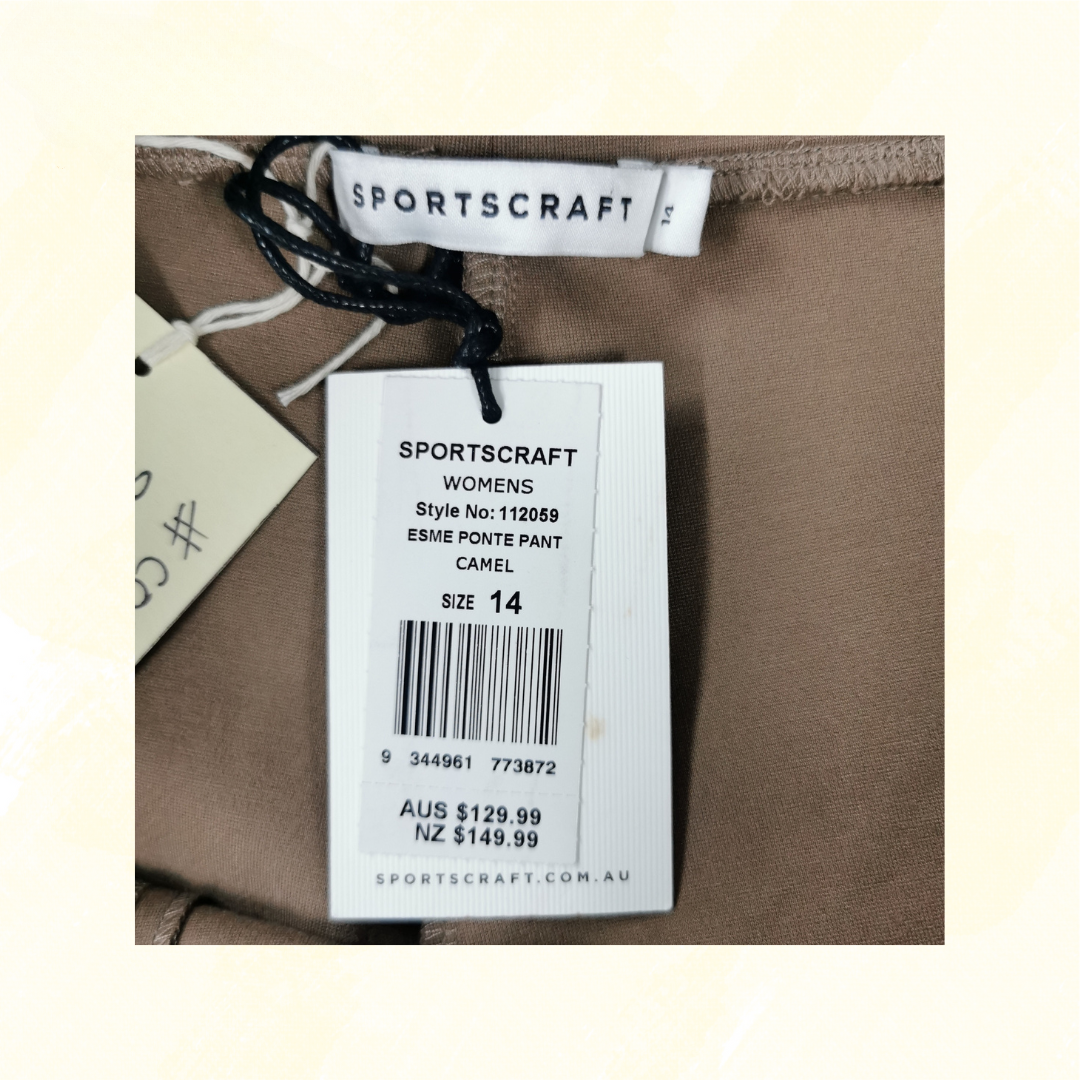 SPORTSCRAFT
14
SPORTSCRAFT
WOMENS
Style No: 112059
ESME PONTE PANT
CAMEL
SIZE 14
9 344961 773872
AUS $129.99
NZ $149.99
SPORTSCRAFT.COM.AU
#